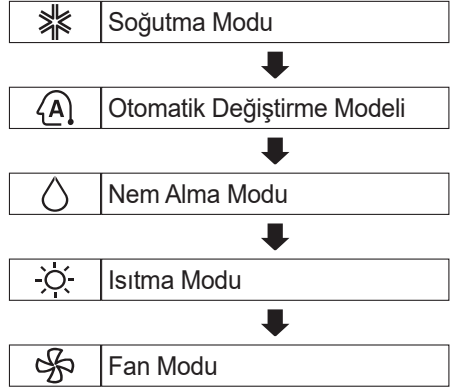 Soğutma Modu
A Otomatik Değiştirme Modeli
Nem Alma Modu
Isıtma Modu
Fan Modu